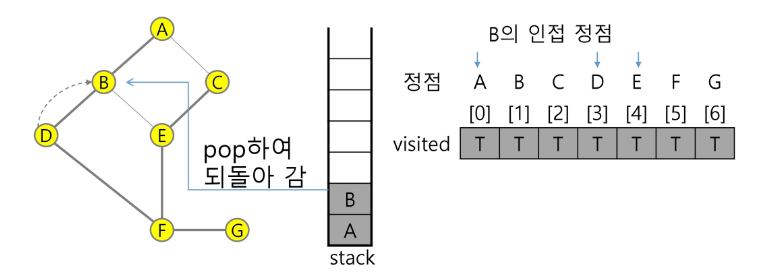 A
B
C
D
E
F
G
pop하여
되돌아 감
B
A
stack
B의 인접 정점
정점 A B C D E F G
[0] [1] [2] [3] [4] [5] [6]
visited T T T T T T T